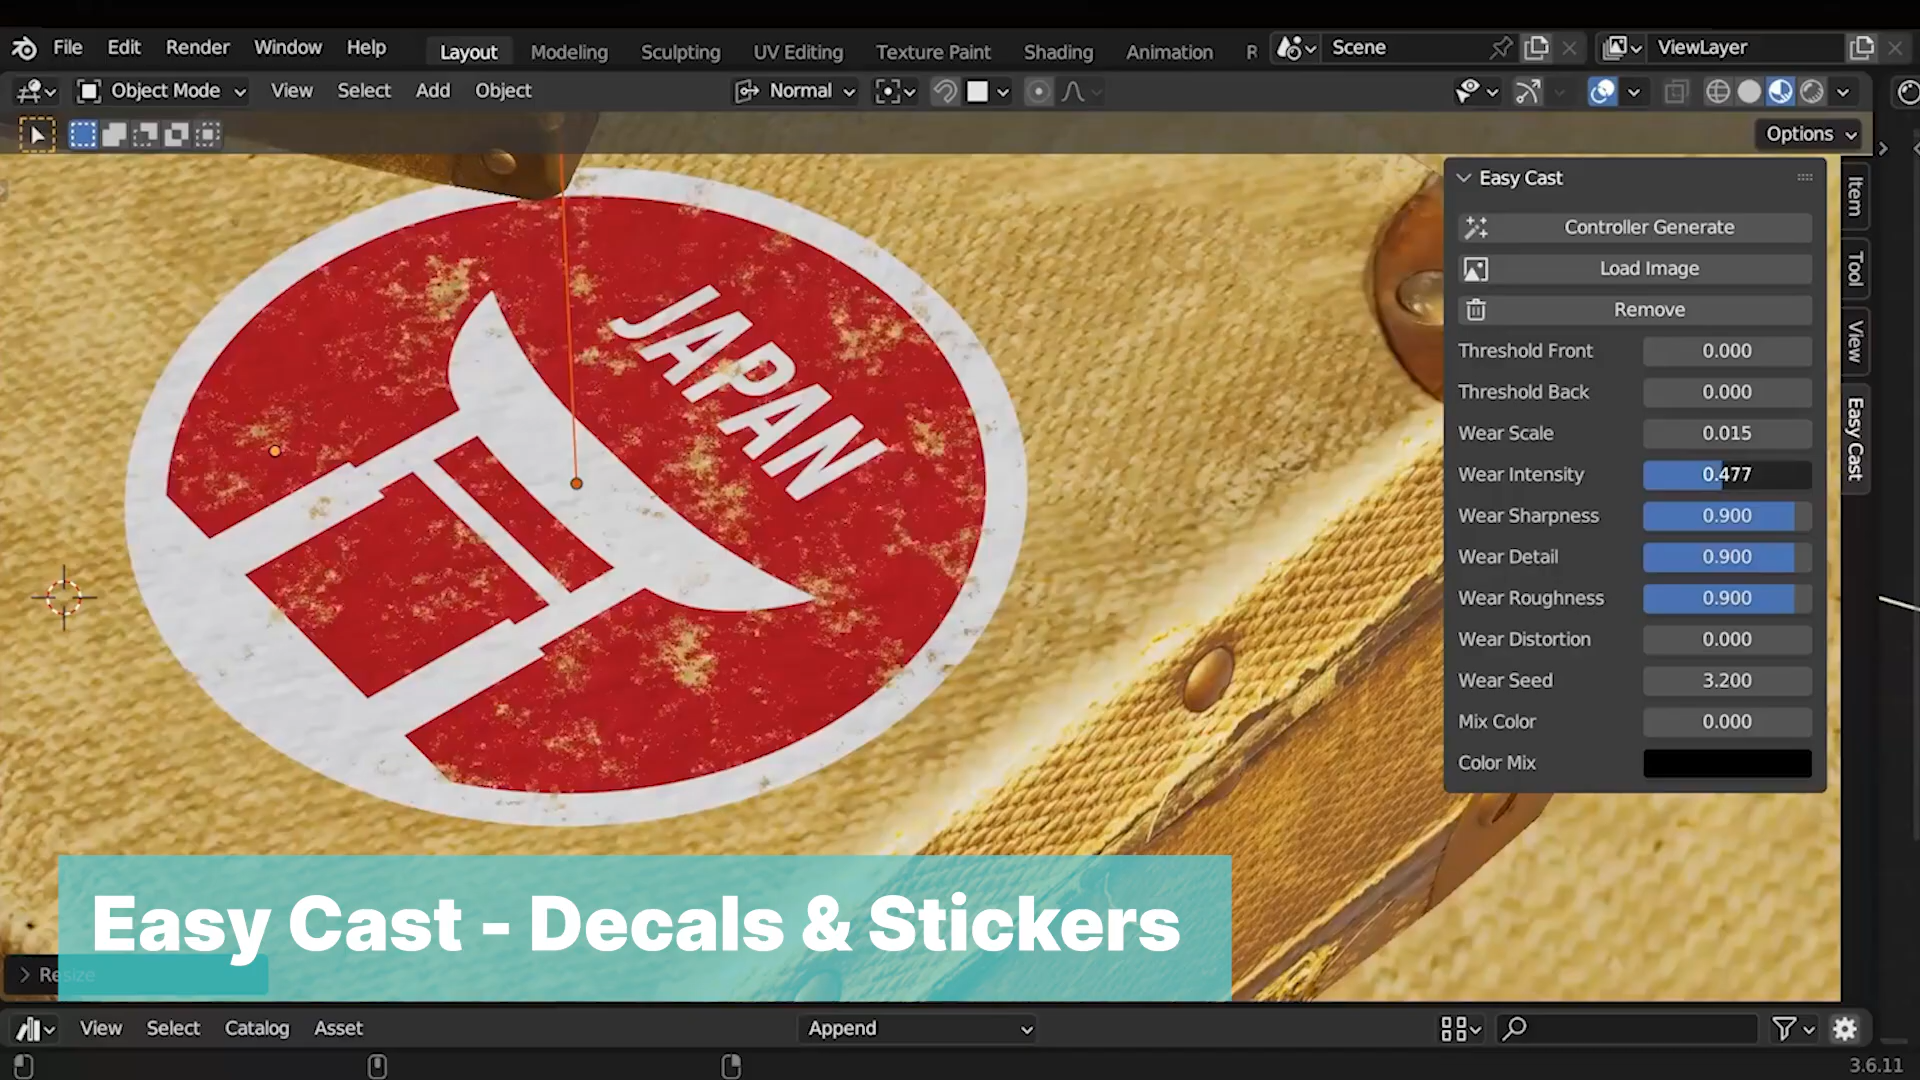 File Edit Render Window Help Layout Modeling Sculpting UV Editing Texture Paint Shading Animation R Scene ViewLayer
Object Mode View Select Add Object Normal
Options
Easy Cast
Controller Generate
Load Image
Remove
Threshold Front 0.000
Threshold Back 0.000
Wear Scale 0.015
Wear Intensity 0.477
Wear Sharpness 0.900
Wear Detail 0.900
Wear Roughness 0.900
Wear Distortion 0.000
Wear Seed 3.200
Mix Color 0.000
Color Mix
Item
Tool
View
Easy Cast
JAPAN
Easy Cast - Decals & Stickers
Resize
View Select Catalog Asset Append
3.6.11